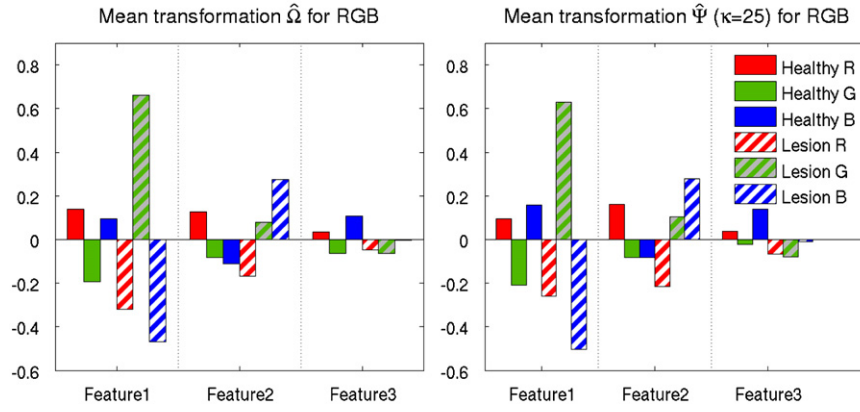 Mean transformation Ω̂ for RGB
0.8
0.6
0.4
0.2
0
-0.2
-0.4
-0.6
Feature1 Feature2 Feature3
Mean transformation Ψ̂ (κ=25) for RGB
0.8
0.6
0.4
0.2
0
-0.2
-0.4
-0.6
Feature1 Feature2 Feature3
Healthy R
Healthy G
Healthy B
Lesion R
Lesion G
Lesion B